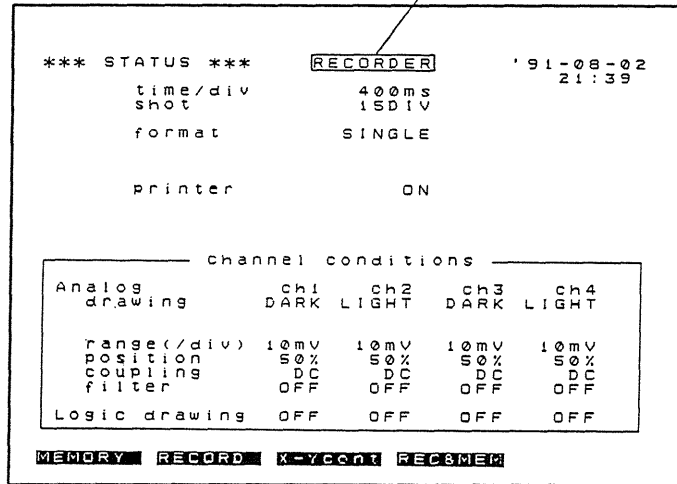 *** STATUS *** RECORDER '91-08-02
21:39
time/div 400ms
shot 15DIV
format SINGLE
printer ON
Channel conditions
Analog ch1 ch2 ch3 ch4
drawing DARK LIGHT DARK LIGHT
range(/div) 10mV 10mV 10mV 10mV
position 50% 50% 50% 50%
coupling DC DC DC DC
filter OFF OFF OFF OFF
Logic drawing OFF OFF OFF OFF
MEMORY RECORD X-Ycont REC&MEM